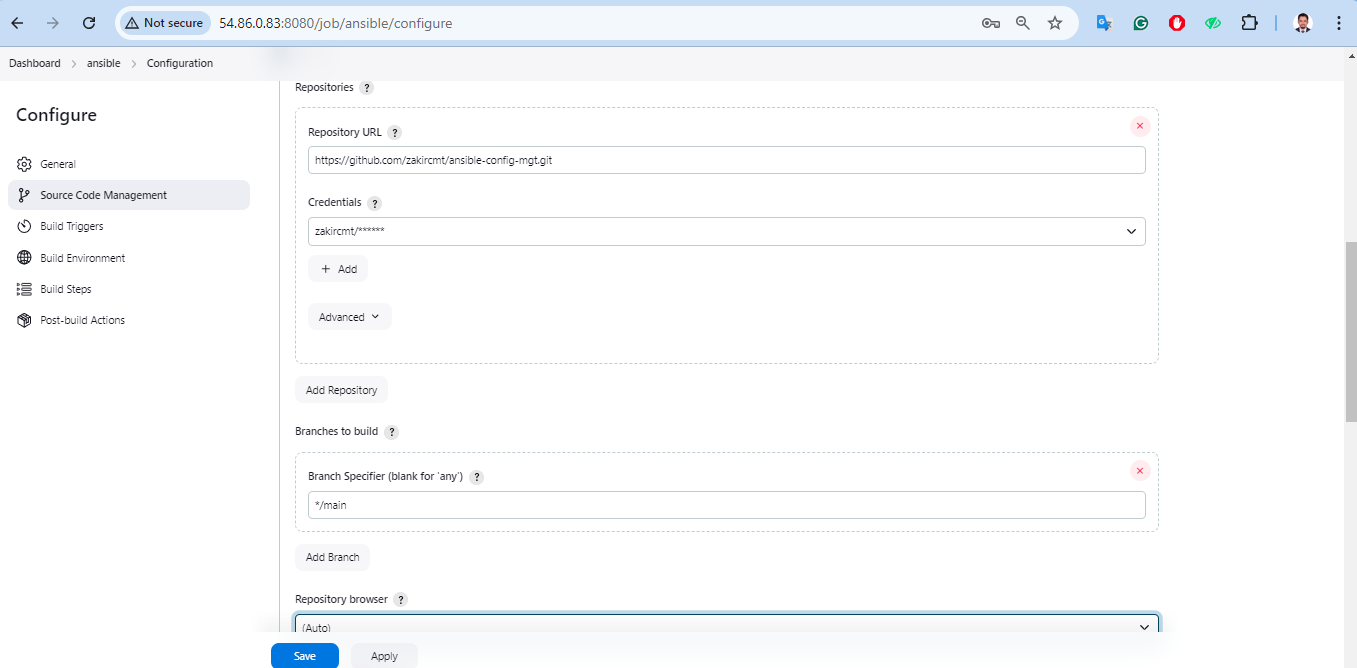 Not secure 54.86.0.83:8080/job/ansible/configure
Dashboard > ansible > Configuration
Configure
General
Source Code Management
Build Triggers
Build Environment
Build Steps
Post-build Actions
Repositories ?
Repository URL ?
https://github.com/zakircmt/ansible-config-mgt.git
Credentials ?
zakircmt/******
+ Add
Advanced
Add Repository
Branches to build ?
Branch Specifier (blank for 'any') ?
*/main
Add Branch
Repository browser ?
(Auto)
Save Apply